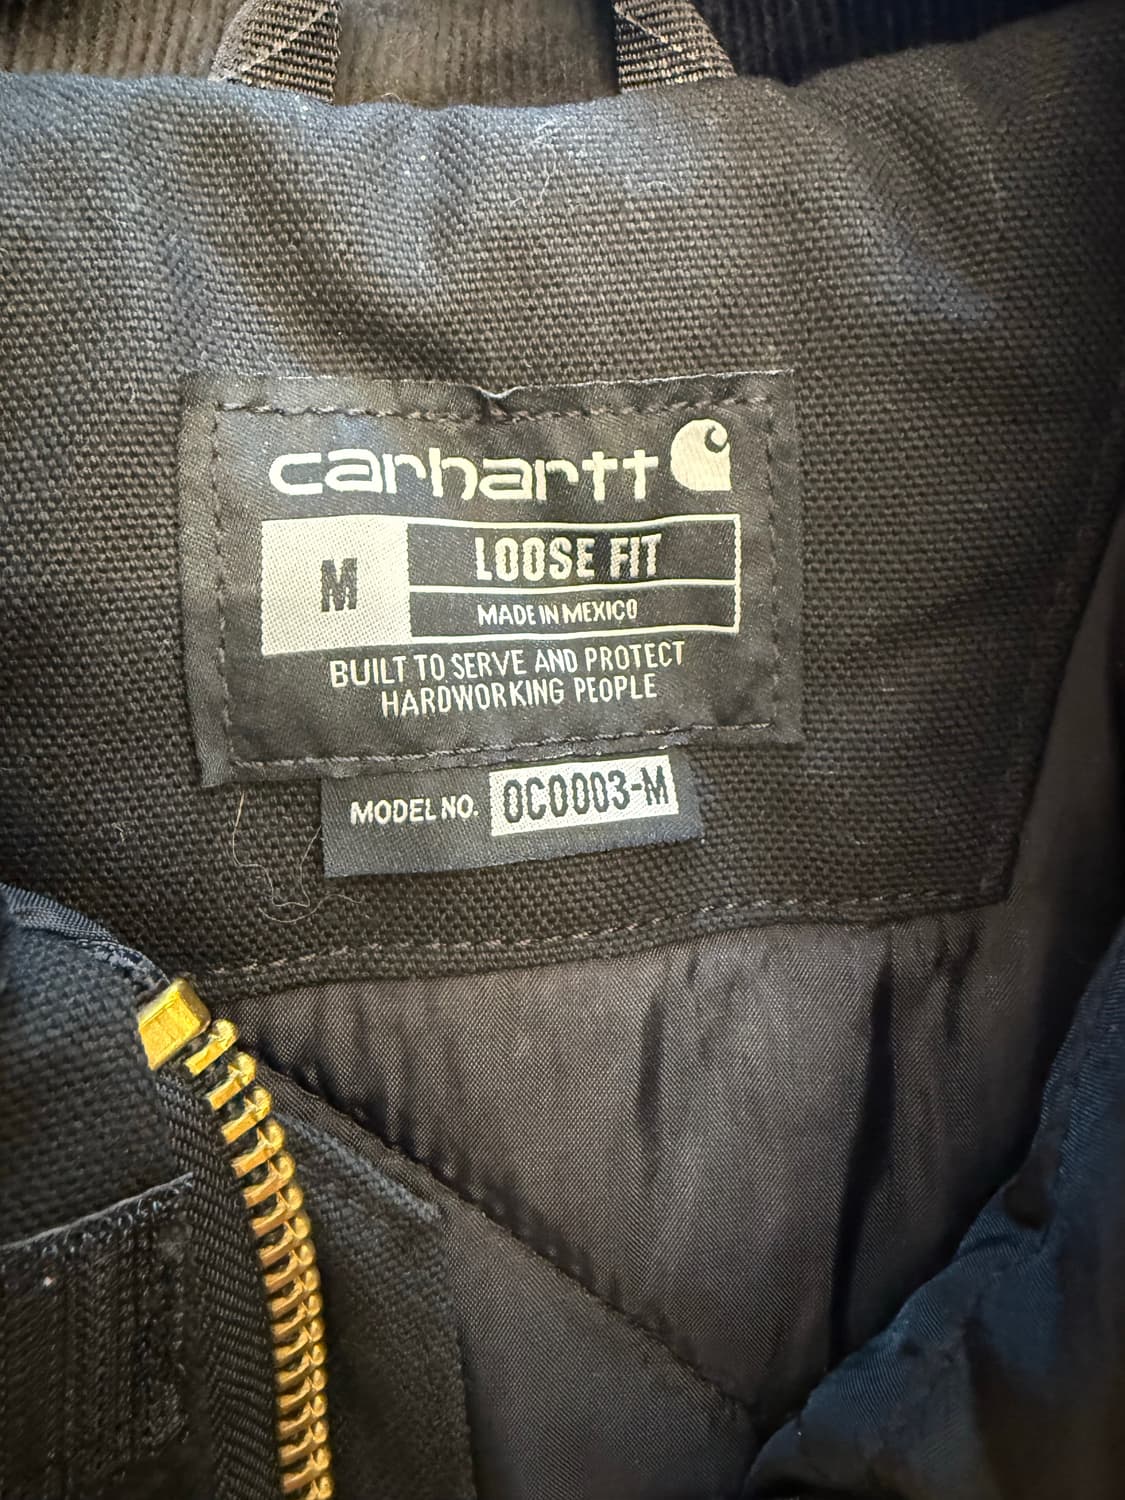 carhartt
M
LOOSE FIT
MADE IN MEXICO
BUILT TO SERVE AND PROTECT
HARDWORKING PEOPLE
MODEL NO. OC0003-M